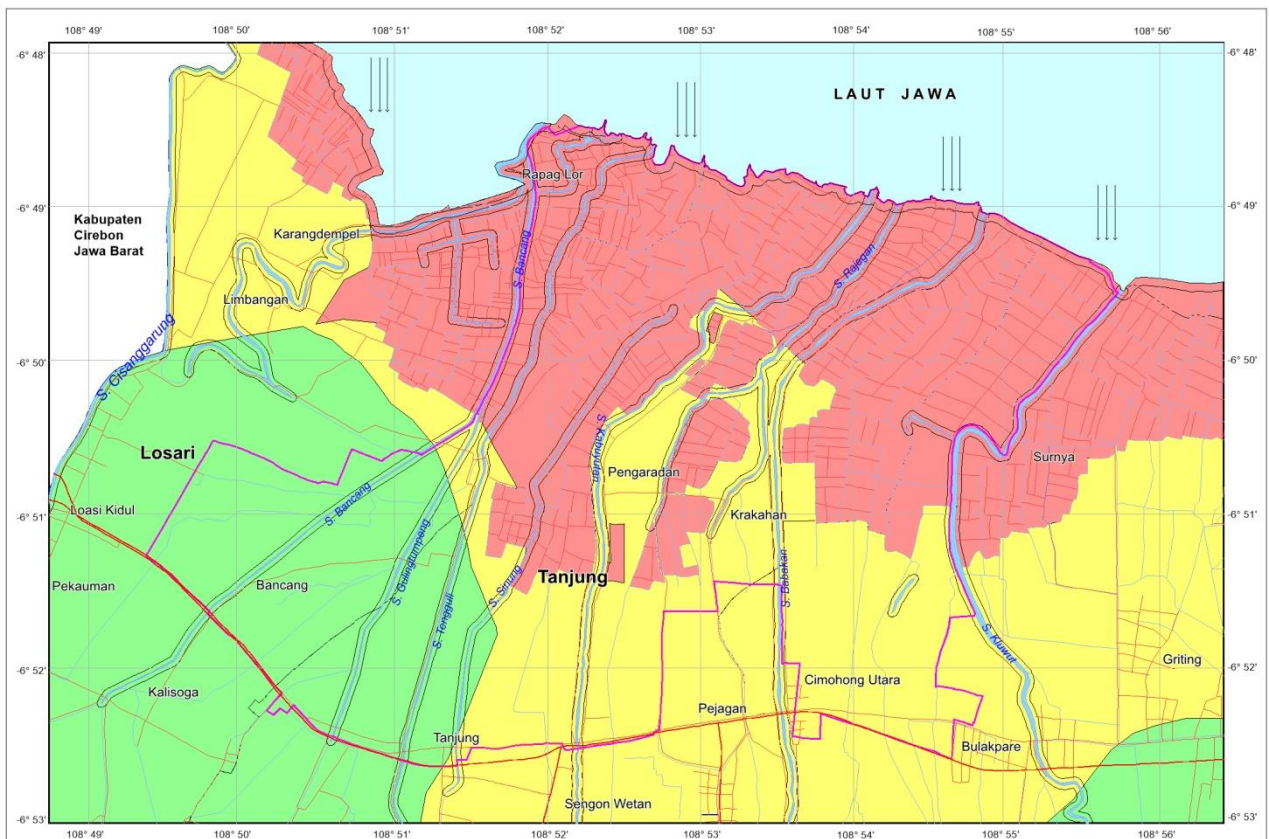 108° 49' 108° 50' 108° 51' 108° 52' 108° 53' 108° 54' 108° 55' 108° 56'
-6° 48' -6° 48'
LAUT JAWA
Rapag Lor
-6° 49' -6° 49'
Kabupaten
Cirebon
Jawa Barat
Karangdempel
S. Bancang
S. Rajegan
Limbangan
S. Cisanggarung
-6° 50' -6° 50'
Losari
S. Kabuyutan
Pengaradan
Surnya
S. Bancang
Loasi Kidul
-6° 51' -6° 51'
Krakahan
S. Gulingtumpeng
Pekauman
Bancang
Tanjung
S. Sinung
S. Babakan
S. Tengguli
S. Kluwut
-6° 52' -6° 52'
Griting
Kalisoga
Cimohong Utara
Pejagan
Tanjung
Bulakpare
Sengon Wetan
-6° 53' -6° 53'
108° 49' 108° 50' 108° 51' 108° 52' 108° 53' 108° 54' 108° 55' 108° 56'